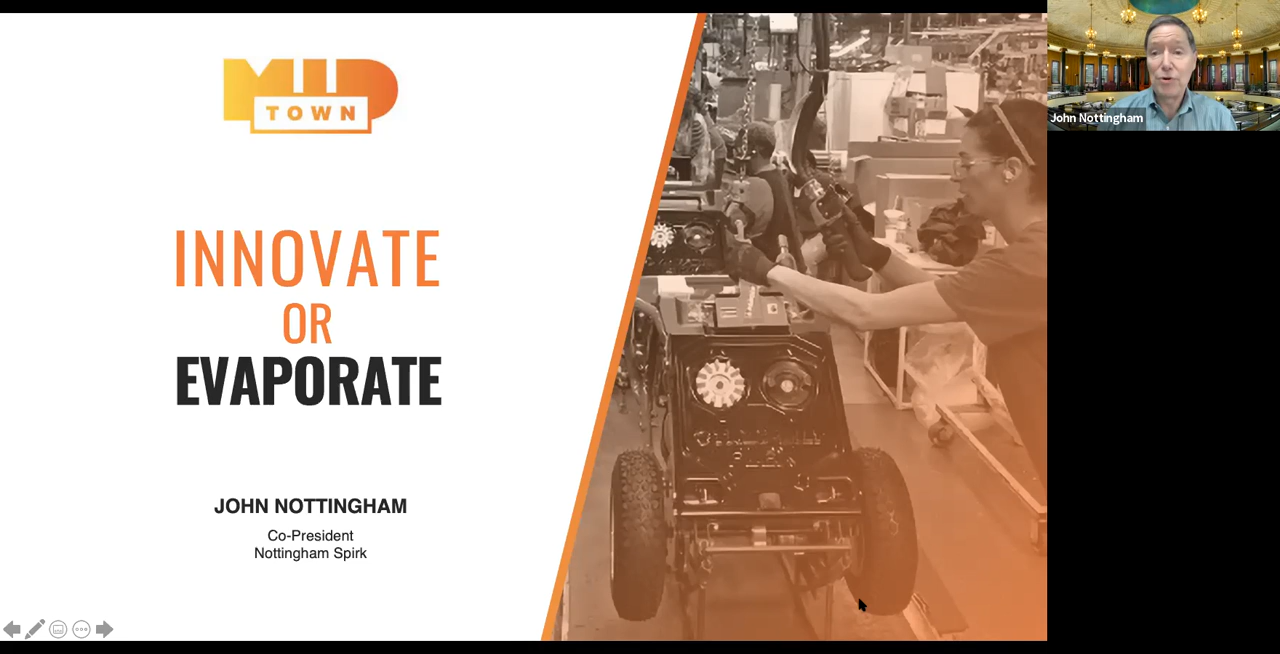 MID
TOWN
INNOVATE
OR
EVAPORATE
JOHN NOTTINGHAM
Co-President
Nottingham Spirk
John Nottingham